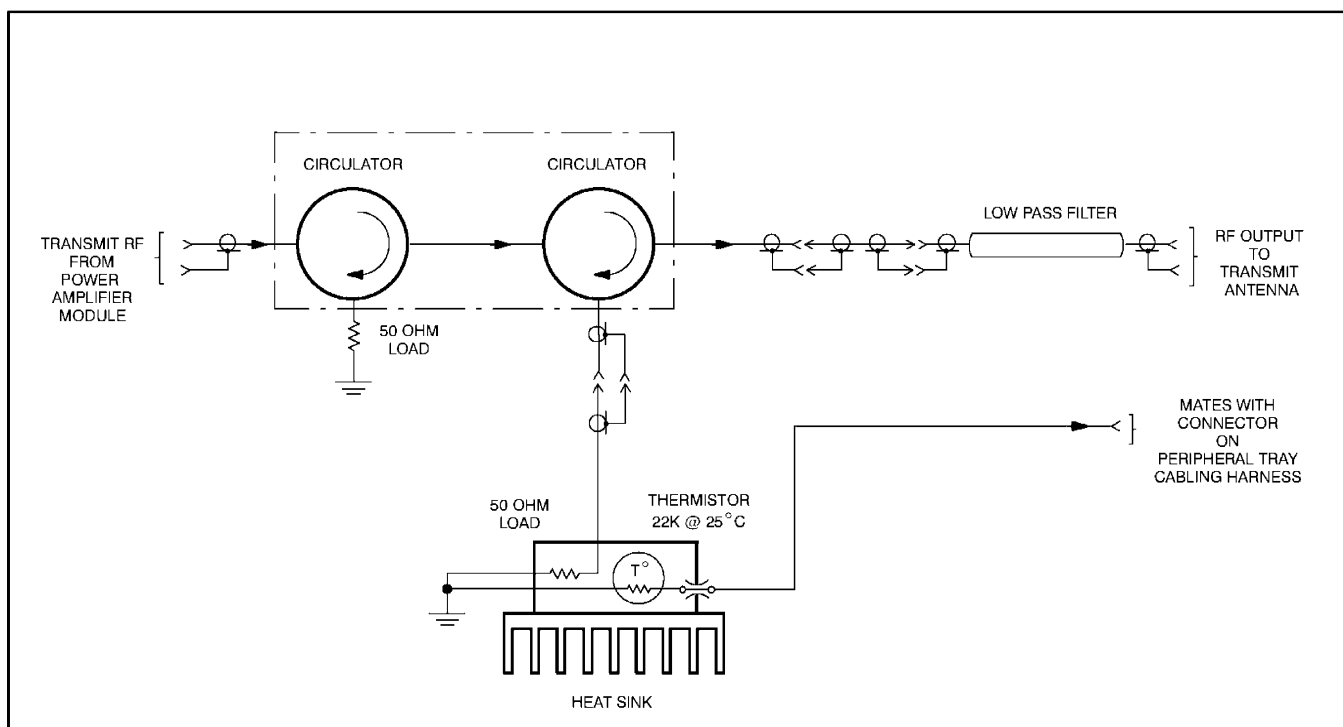 CIRCULATOR
CIRCULATOR
LOW PASS FILTER
TRANSMIT RF
FROM
POWER
AMPLIFIER
MODULE
RF OUTPUT
TO
TRANSMIT
ANTENNA
50 OHM
LOAD
MATES WITH
CONNECTOR
ON
PERIPHERAL TRAY
CABLING HARNESS
50 OHM
LOAD
THERMISTOR
22K @ 25°C
T°
HEAT SINK